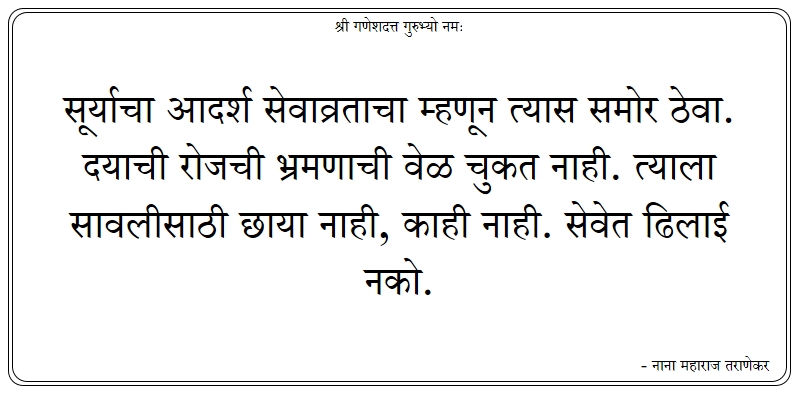 श्री गणेशदत्त गुरुभ्यो नमः
सूर्याचा आदर्श सेवाव्रताचा म्हणून त्यास समोर ठेवा.
दयाची रोजची भ्रमणाची वेळ चुकत नाही. त्याला
सावलीसाठी छाया नाही, काही नाही. सेवेत ढिलाई
नको.
- नाना महाराज तराणेकर